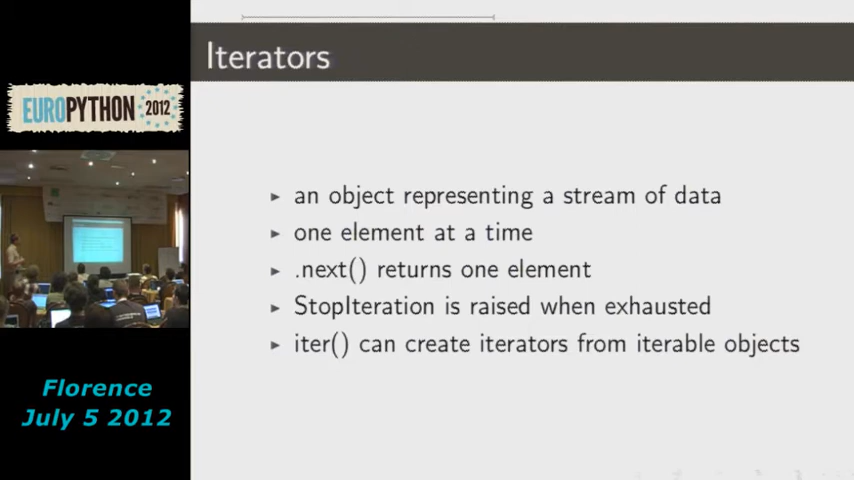 Iterators
EUROPYTHON 2012
▸ an object representing a stream of data
▸ one element at a time
▸ .next() returns one element
▸ StopIteration is raised when exhausted
▸ iter() can create iterators from iterable objects
Florence
July 5 2012